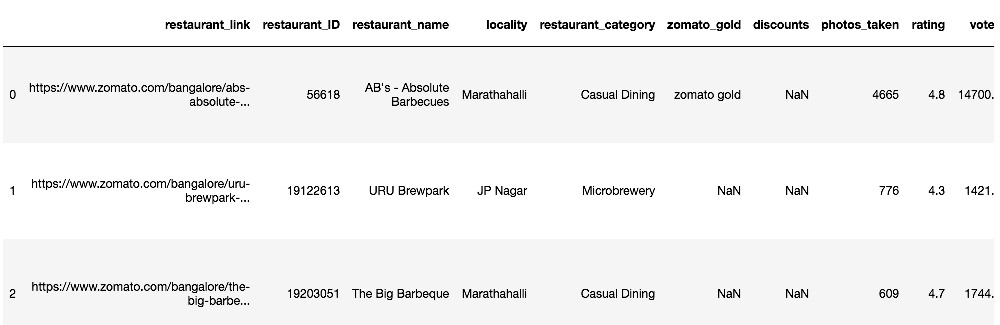 restaurant_link restaurant_ID restaurant_name locality restaurant_category zomato_gold discounts photos_taken rating vote
0 https://www.zomato.com/bangalore/abs-absolute-... 56618 AB's - Absolute Barbecues Marathahalli Casual Dining zomato gold NaN 4665 4.8 14700.
1 https://www.zomato.com/bangalore/uru-brewpark-... 19122613 URU Brewpark JP Nagar Microbrewery NaN NaN 776 4.3 1421.
2 https://www.zomato.com/bangalore/the-big-barbe... 19203051 The Big Barbeque Marathahalli Casual Dining NaN NaN 609 4.7 1744.